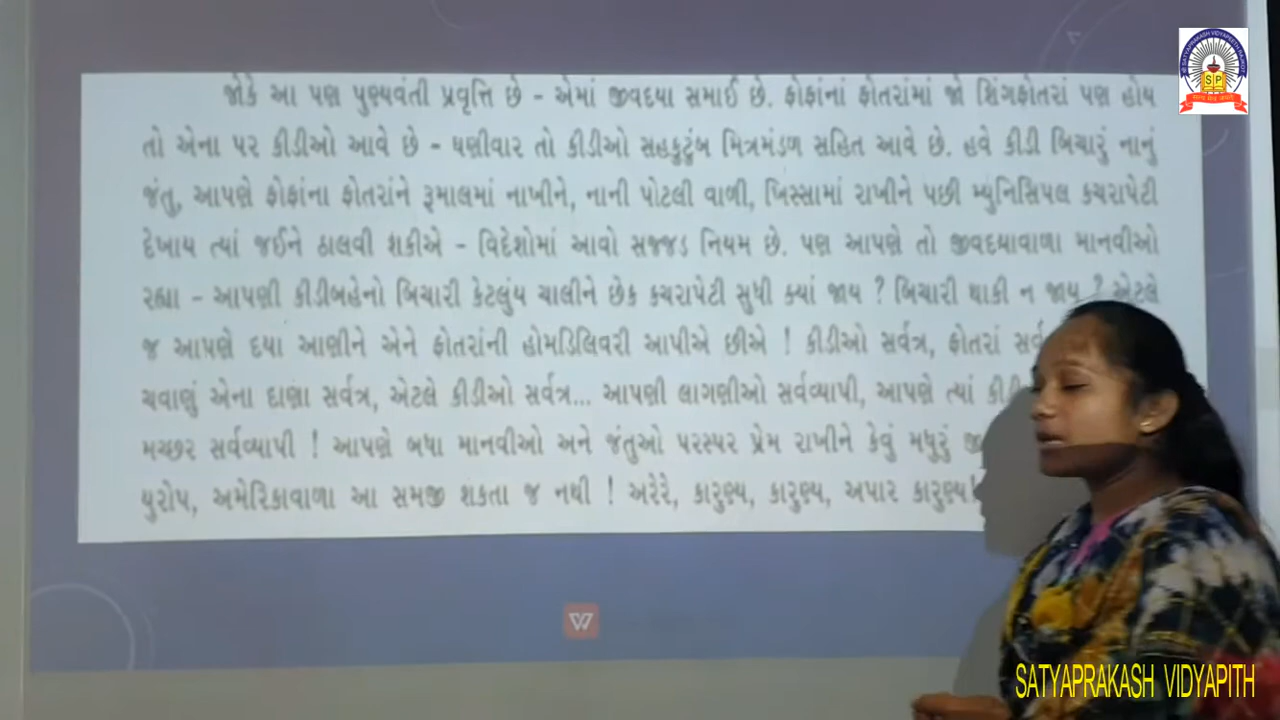 જોકે આ પણ પુણ્યવંતી પ્રવૃત્તિ છે - એમાં જીવદયા સમાઈ છે. ફોફાંનાં ફોતરાંમાં જો શિંગફોતરાં પણ હોય
તો એના પર કીડીઓ આવે છે - ઘણીવાર તો કીડીઓ સહકુટુંબ મિત્રમંડળ સહિત આવે છે. હવે કીડી બિચારું નાનું
જંતુ, આપણે ફોફાંના ફોતરાંને રૂમાલમાં નાખીને, નાની પોટલી વાળી, ખિસ્સામાં રાખીને પછી મ્યુનિસિપલ કચરાપેટી
દેખાય ત્યાં જઈને ઠાલવી શકીએ - વિદેશોમાં આવો સજ્જડ નિયમ છે. પણ આપણે તો જીવદયાવાળા માનવીઓ
રહ્યા - આપણી કીડીબહેનો બિચારી કેટલુંય ચાલીને છેક કચરાપેટી સુધી ક્યાં જાય ? બિચારી થાકી ન જાય ? એટલે
જ આપણે દયા આણીને એને ફોતરાંની હોમડિલિવરી આપીએ છીએ ! કીડીઓ સર્વત્ર, ફોતરાં
ચવાણું એના દાણા સર્વત્ર, એટલે કીડીઓ સર્વત્ર... આપણી લાગણીઓ સર્વવ્યાપી, આપણે ત્યાં
મચ્છર સર્વવ્યાપી ! આપણે બધા માનવીઓ અને જંતુઓ પરસ્પર પ્રેમ રાખીને કેવું મધુરું
યુરોપ, અમેરિકાવાળા આ સમજી શકતા જ નથી ! અરેરે, કારુણ્ય, કારુણ્ય, અપાર કારુણ્ય!
SP
SATYAPRAKASH VIDYAPITH